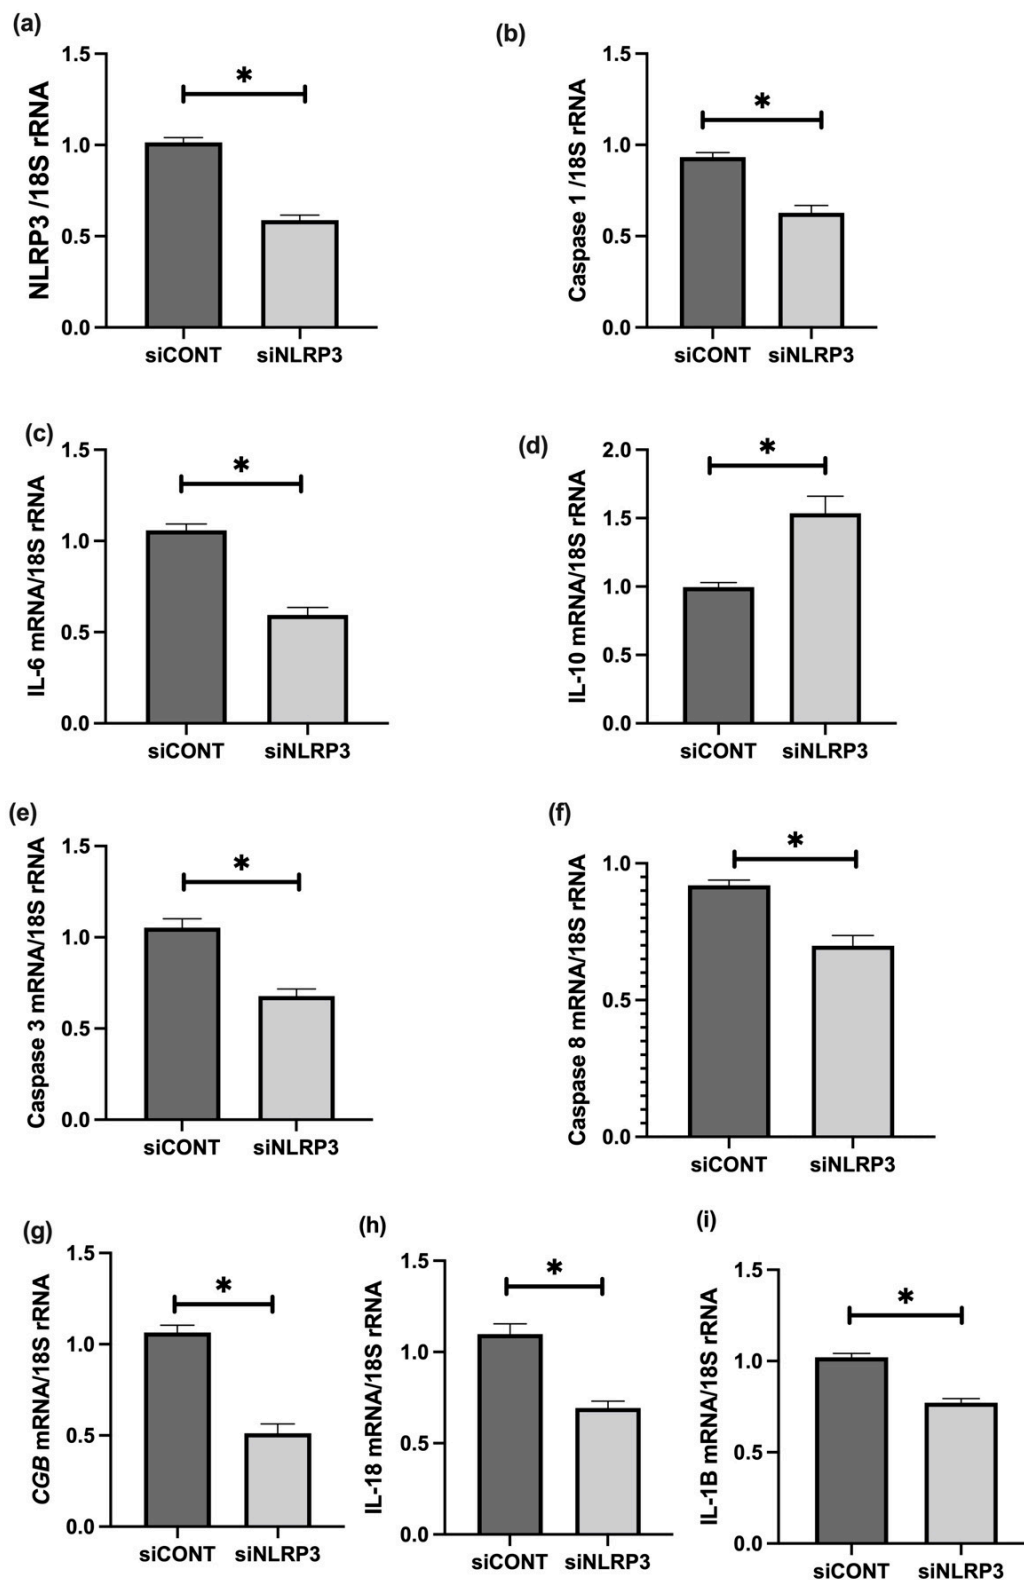 (a)
NLRP3 /18S rRNA
1.5
1.0
0.5
0.0
*
siCONT siNLRP3
(b)
Caspase 1 /18S rRNA
1.5
1.0
0.5
0.0
*
siCONT siNLRP3
(c)
IL-6 mRNA/18S rRNA
1.5
1.0
0.5
0.0
*
siCONT siNLRP3
(d)
IL-10 mRNA/18S rRNA
2.0
1.5
1.0
0.5
0.0
*
siCONT siNLRP3
(e)
Caspase 3 mRNA/18S rRNA
1.5
1.0
0.5
0.0
*
siCONT siNLRP3
(f)
Caspase 8 mRNA/18S rRNA
1.0
0.5
0.0
*
siCONT siNLRP3
(g)
CGB mRNA/18S rRNA
1.5
1.0
0.5
0.0
*
siCONT siNLRP3
(h)
IL-18 mRNA/18S rRNA
1.5
1.0
0.5
0.0
*
siCONT siNLRP3
(i)
IL-1B mRNA/18S rRNA
1.5
1.0
0.5
0.0
*
siCONT siNLRP3